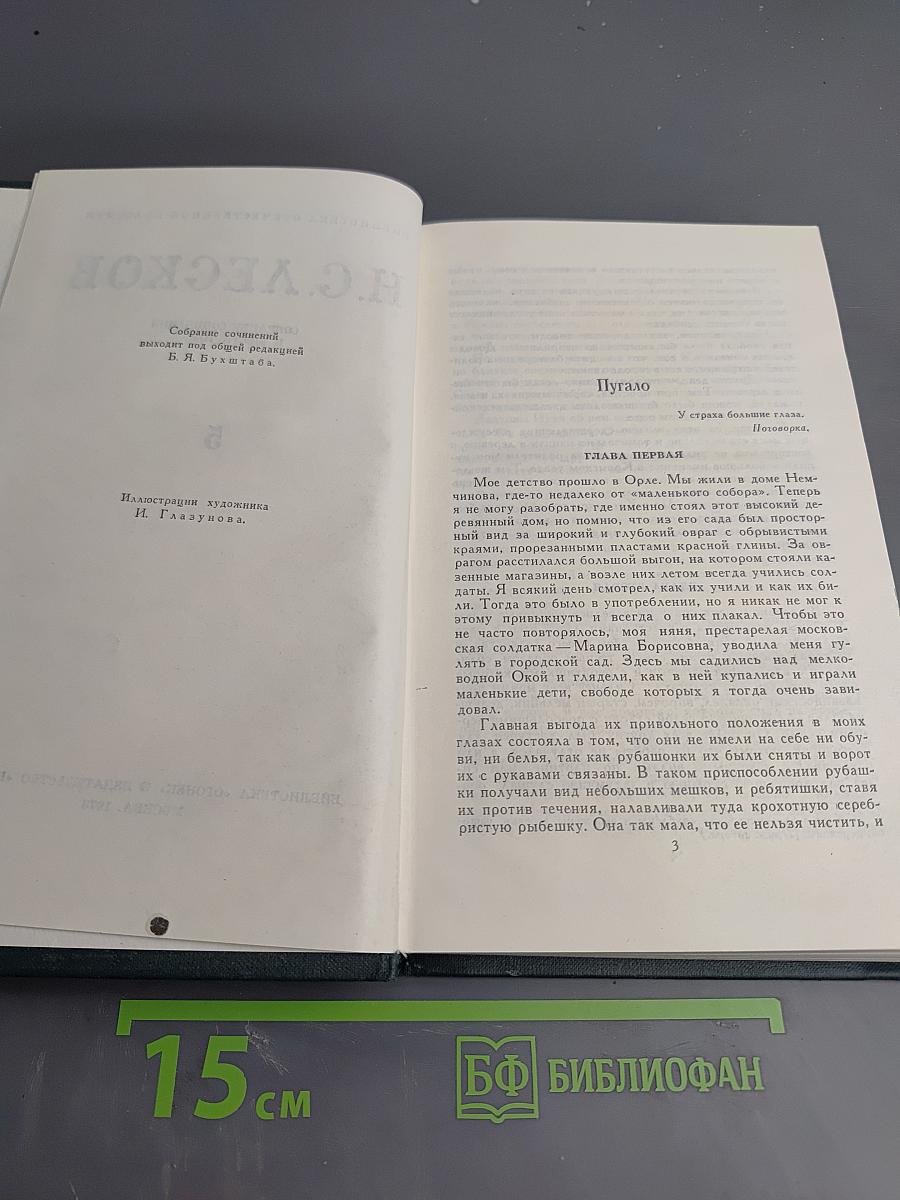 Н. С. ЛЕСКОВ
5
Собрание сочинений
выходит под общей редакцией
Б. Я. Бухштаба.
Иллюстрации художника
И. Глазунова.
Пугало
У страха большие глаза.
Поговорка.
ГЛАВА ПЕРВАЯ
Мое детство прошло в Орле. Мы жили в доме Нем-
чинова, где-то недалеко от «маленького собора». Теперь
я не могу разобрать, где именно стоял этот высокий де-
ревянный дом, но помню, что из его сада был простор-
ный вид за широкий и глубокий овраг с обрывистыми
краями, прорезанными пластами красной глины. За ов-
рагом расстилался большой выгон, на котором стояли ка-
зенные магазины, а возле них летом всегда учились сол-
даты. Я всякий день смотрел, как их учили и как их би-
ли. Тогда это было в употреблении, но я никак не мог к
этому привыкнуть и всегда о них плакал. Чтобы это
не часто повторялось, моя няня, престарелая москов-
ская солдатка — Марина Борисовна, уводила меня гу-
лять в городской сад. Здесь мы садились над мелко-
водной Окой и глядели, как в ней купались и играли
маленькие дети, свободе которых я тогда очень зави-
довал.
Главная выгода их привольного положения в моих
глазах состояла в том, что они не имели на себе ни обу-
ви, ни белья, так как рубашонки их были сняты и ворот
их с рукавами связаны. В таком приспособлении рубаш-
ки получали вид небольших мешков, и ребятишки, ставя
их против течения, налавливали туда крохотную сереб-
ристую рыбешку. Она так мала, что ее нельзя чистить, и
3
15 см
БФ БИБЛИОФАН